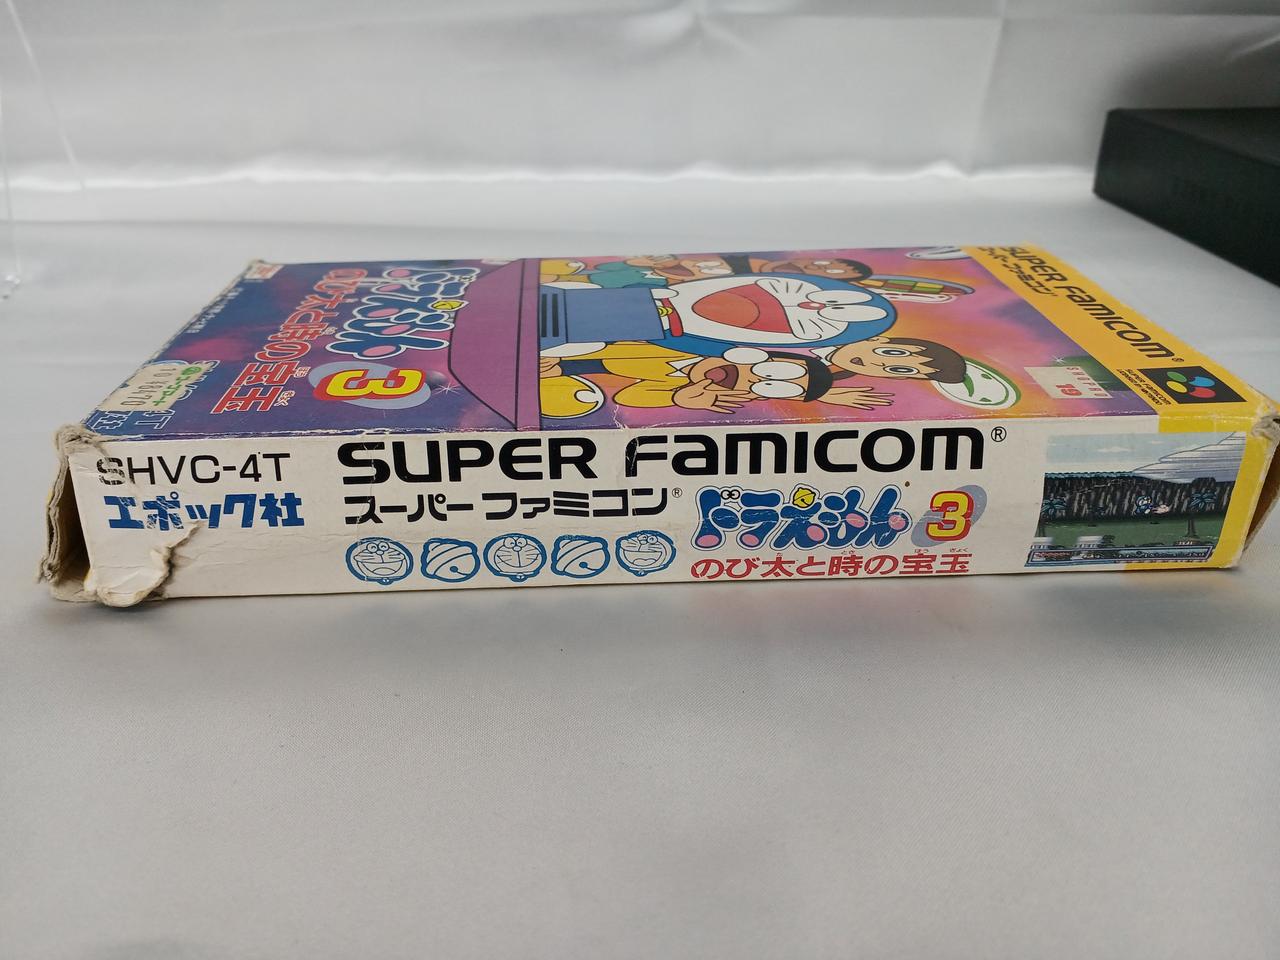 SUPER FAMICOM®
スーパーファミコン
ドラえもん3
のび太と時の宝玉
SUPER FAMICOM
SHVC-4T
エポック社
SUPER FAMICOM®
スーパーファミコン®
ドラえもん3
のび太と時の宝玉